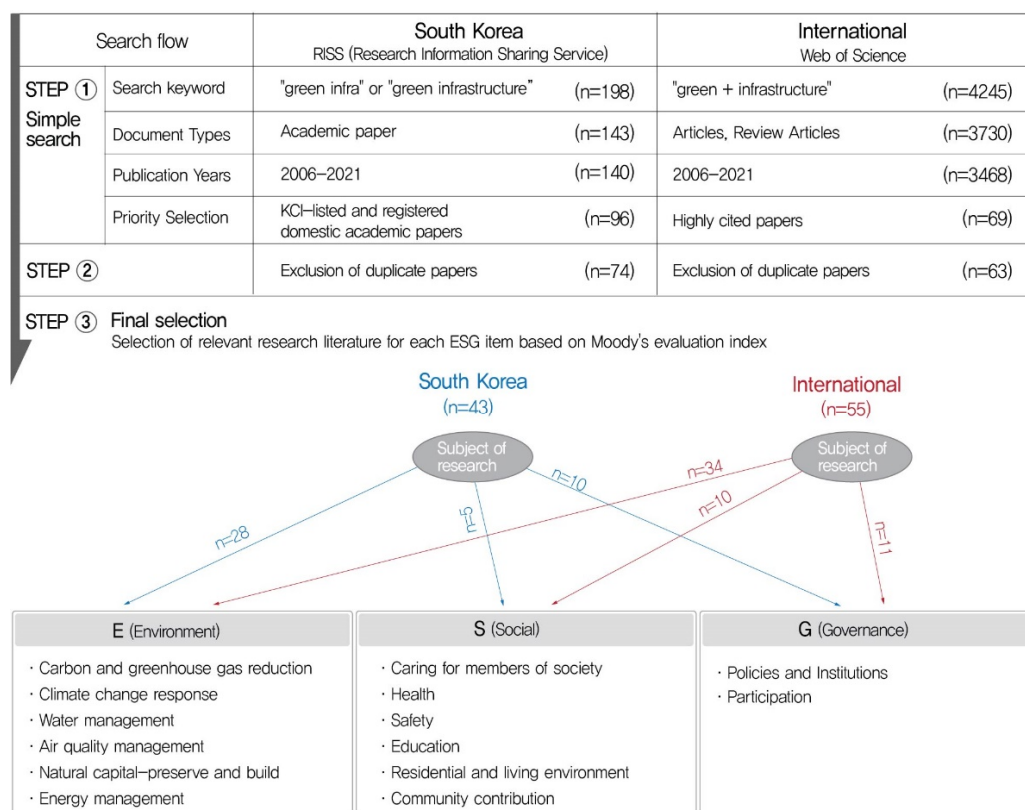 Search flow
South Korea
RISS (Research Information Sharing Service)
International
Web of Science
STEP ① Search keyword "green infra" or "green infrastructure" (n=198) "green + infrastructure" (n=4245)
Simple
search
Document Types Academic paper (n=143) Articles, Review Articles (n=3730)
Publication Years 2006-2021 (n=140) 2006-2021 (n=3468)
Priority Selection KCI-listed and registered
domestic academic papers (n=96) Highly cited papers (n=69)
STEP ② Exclusion of duplicate papers (n=74) Exclusion of duplicate papers (n=63)
STEP ③ Final selection
Selection of relevant research literature for each ESG item based on Moody's evaluation index
South Korea
(n=43)
International
(n=55)
Subject of
research
Subject of
research
n=28
n=5
n=10
n=34
n=10
n=11
E (Environment)
· Carbon and greenhouse gas reduction
· Climate change response
· Water management
· Air quality management
· Natural capital-preserve and build
· Energy management
S (Social)
· Caring for members of society
· Health
· Safety
· Education
· Residential and living environment
· Community contribution
G (Governance)
· Policies and Institutions
· Participation